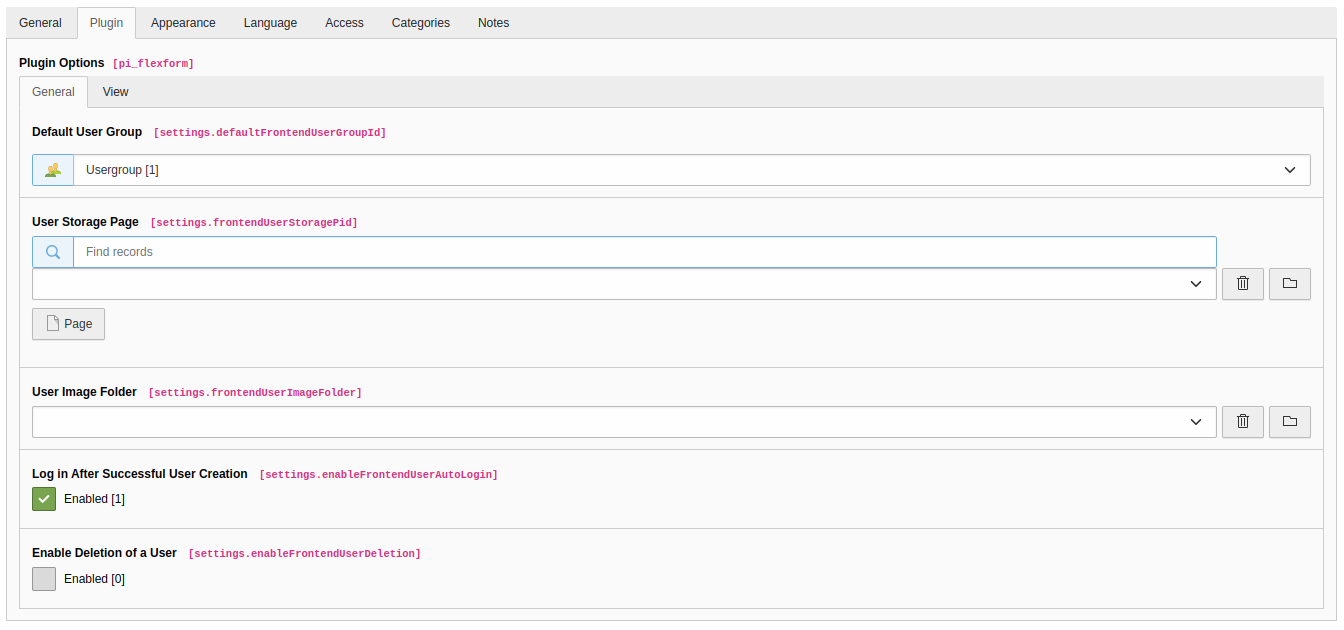 General Plugin Appearance Language Access Categories Notes
Plugin Options [pi_flexform]
General View
Default User Group [settings.defaultFrontendUserGroupId]
Usergroup [1]
User Storage Page [settings.frontendUserStoragePid]
Find records
Page
User Image Folder [settings.frontendUserImageFolder]
Log in After Successful User Creation [settings.enableFrontendUserAutoLogin]
Enabled [1]
Enable Deletion of a User [settings.enableFrontendUserDeletion]
Enabled [0]